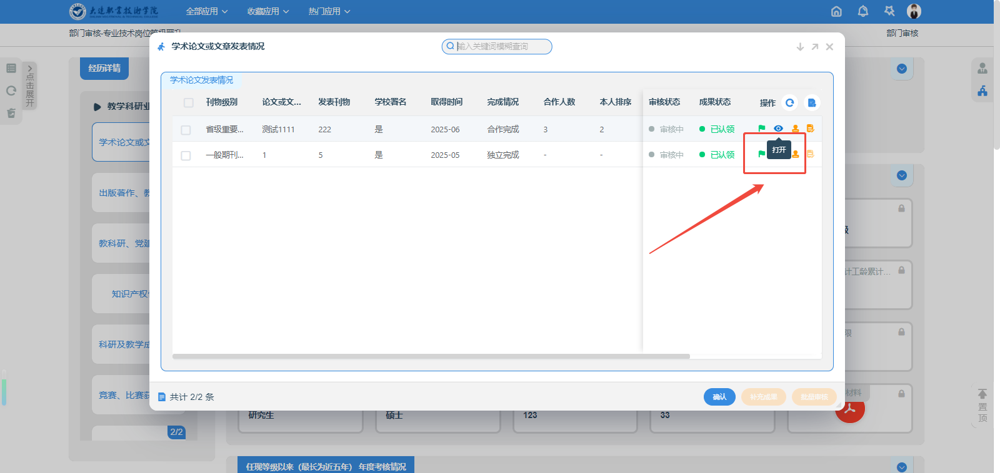 大连职业技术学院
全部应用
收藏应用
热门应用
部门审核-专业技术岗位等级晋升
部门审核
学术论文或文章发表情况
输入关键词模糊查询
经历详情
点击展开
教学科研业
学术论文或文
出版著作、教
教科研、党建
知识产权
科研及教学成
竞赛、比赛获
2/2
学术论文发表情况
刊物级别 论文或文... 发表刊物 学校署名 取得时间 完成情况 合作人数 本人排序 审核状态 成果状态 操作
省级重要... 测试1111 222 是 2025-06 合作完成 3 2 审核中 已认领
一般期刊... 1 5 是 2025-05 独立完成 - - 审核中 已认领
打开
级
计工龄累计...
限
材料
共计 2/2 条
确认
补充成果
批量审核
研究生
硕士
123
33
置顶
任现等级以来（最长为近五年） 年度考核情况